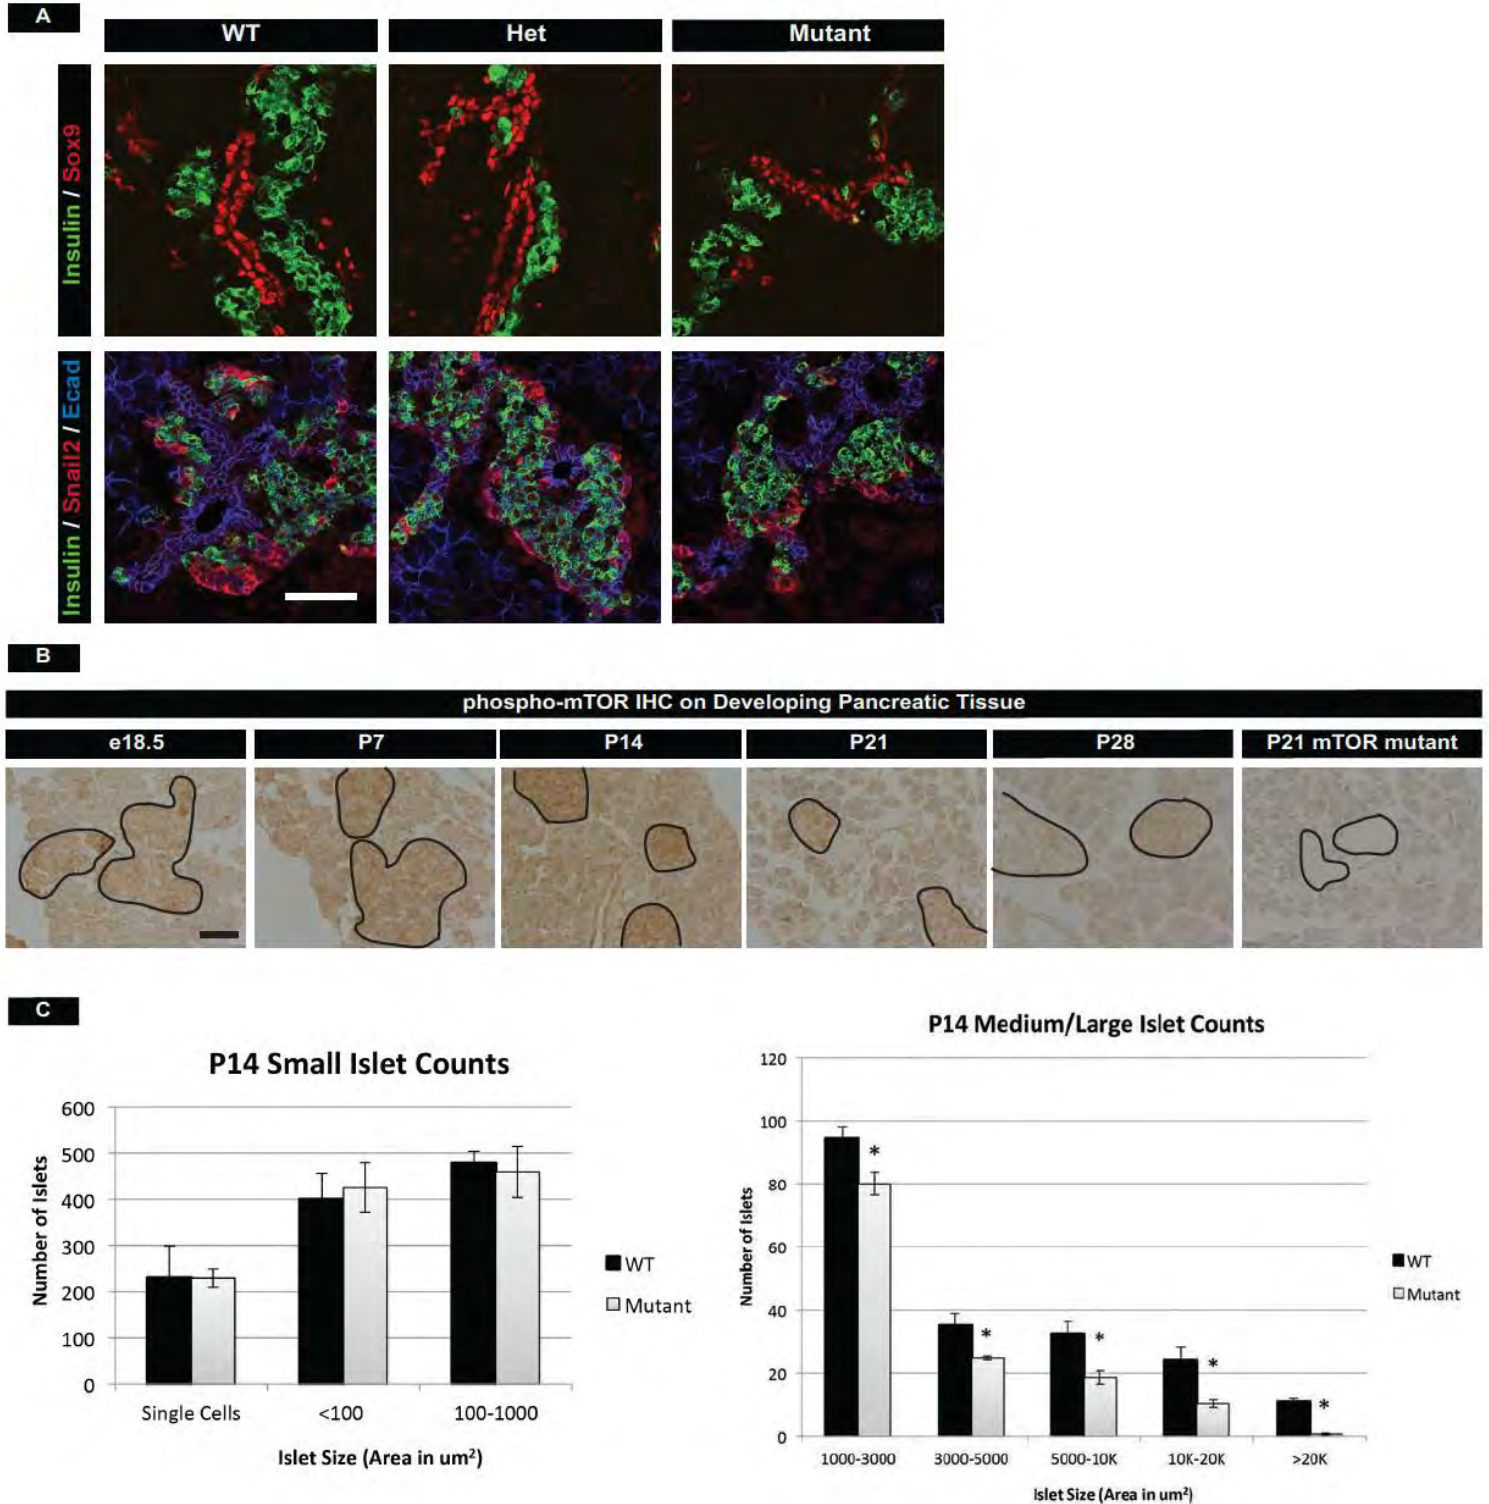 A
WT
Het
Mutant
Insulin / Sox9
Insulin / Snail2 / Ecad
B
phospho-mTOR IHC on Developing Pancreatic Tissue
e18.5
P7
P14
P21
P28
P21 mTOR mutant
C
P14 Small Islet Counts
600
500
400
300
200
100
0
Number of Islets
Single Cells
<100
100-1000
Islet Size (Area in um²)
WT
Mutant
P14 Medium/Large Islet Counts
120
100
80
60
40
20
0
Number of Islets
*
*
*
*
*
1000-3000
3000-5000
5000-10K
10K-20K
>20K
Islet Size (Area in um²)
WT
Mutant